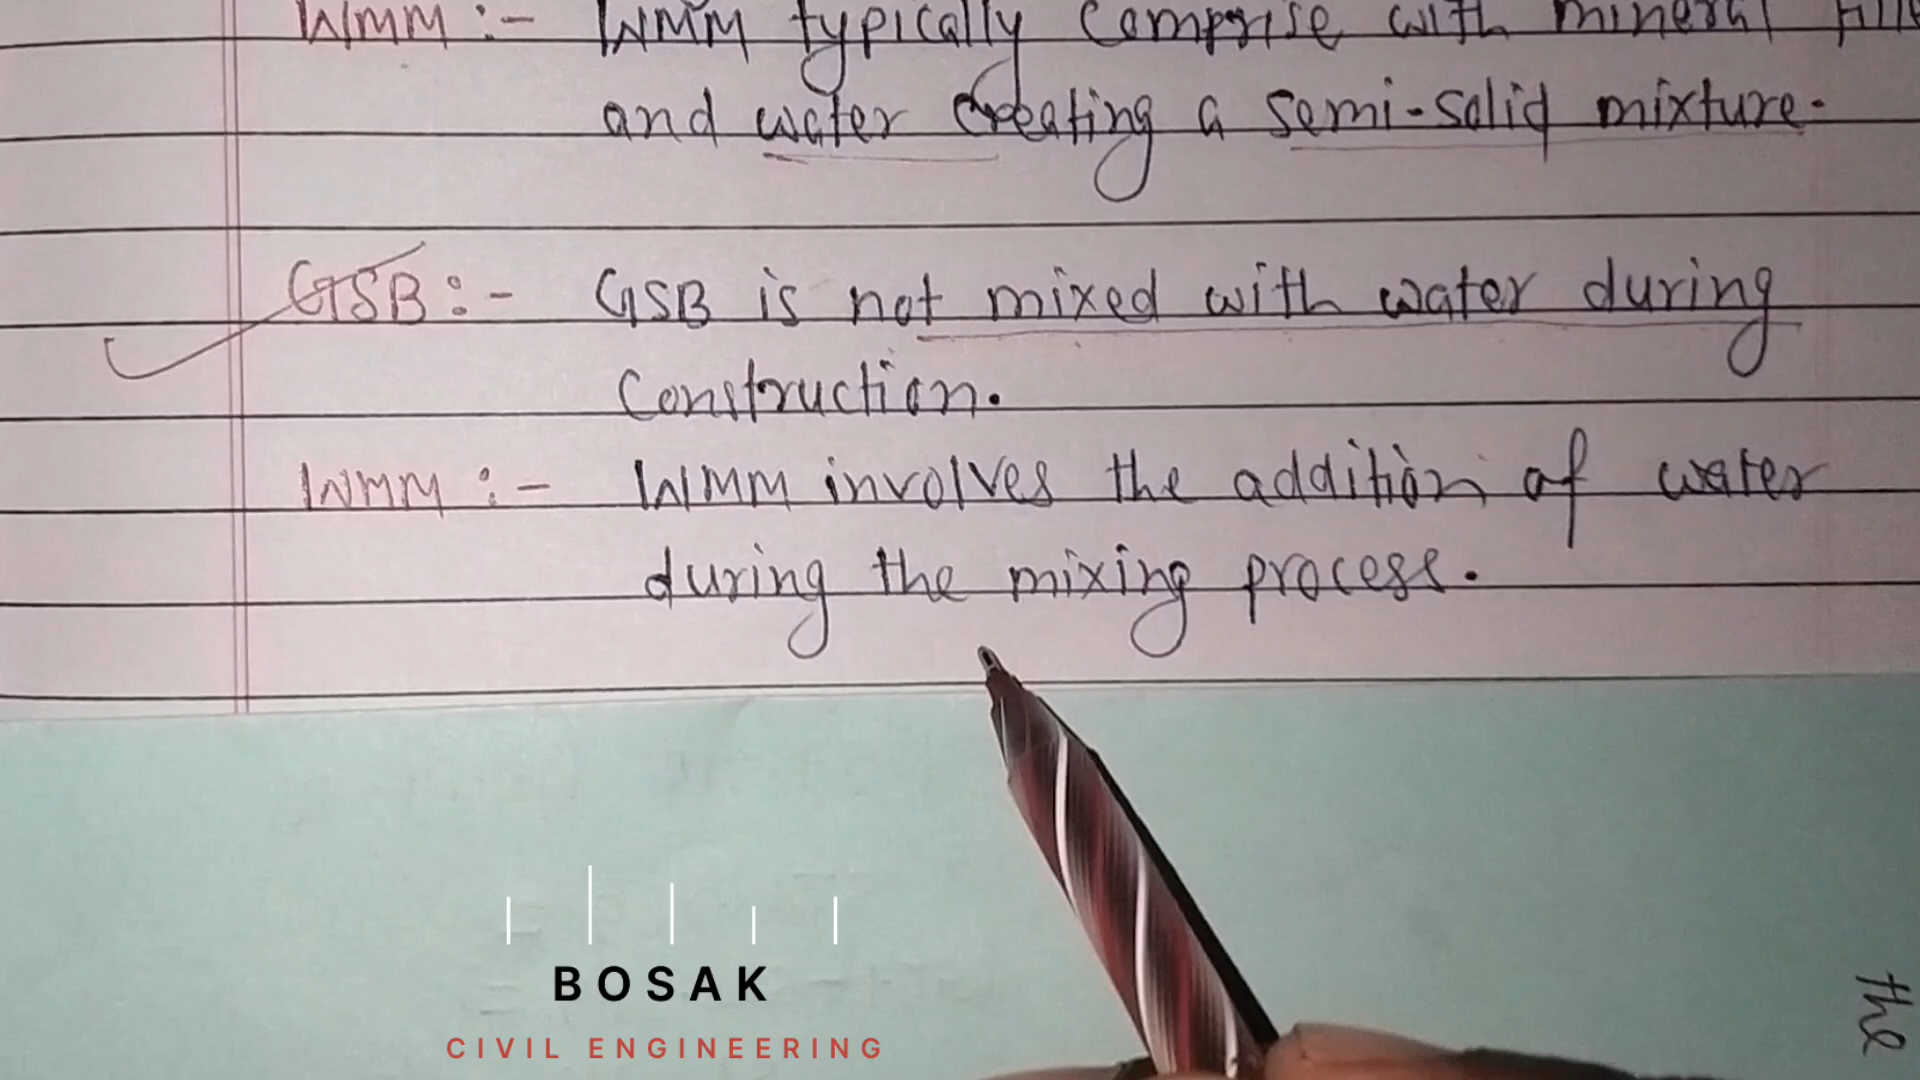 WMM :- WMM typically comprise with mineral
and water creating a semi-solid mixture.
GSB :- GSB is not mixed with water during
Construction.
WMM :- WMM involves the addition of water
during the mixing process.
BOSAK
CIVIL ENGINEERING
the